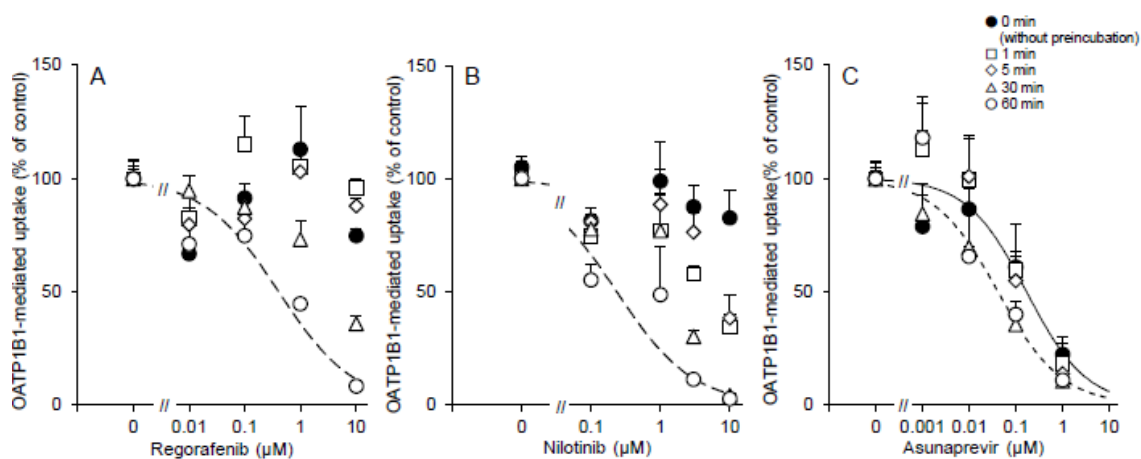 0 min
(without preincubation)
1 min
5 min
30 min
60 min
A
OATP1B1-mediated uptake (% of control)
150
100
50
0
//
//
0 0.01 0.1 1 10
Regorafenib (µM)
B
OATP1B1-mediated uptake (% of control)
150
100
50
0
//
//
0 0.1 1 10
Nilotinib (µM)
C
OATP1B1-mediated uptake (% of control)
150
100
50
0
//
//
0 0.001 0.01 0.1 1 10
Asunaprevir (µM)